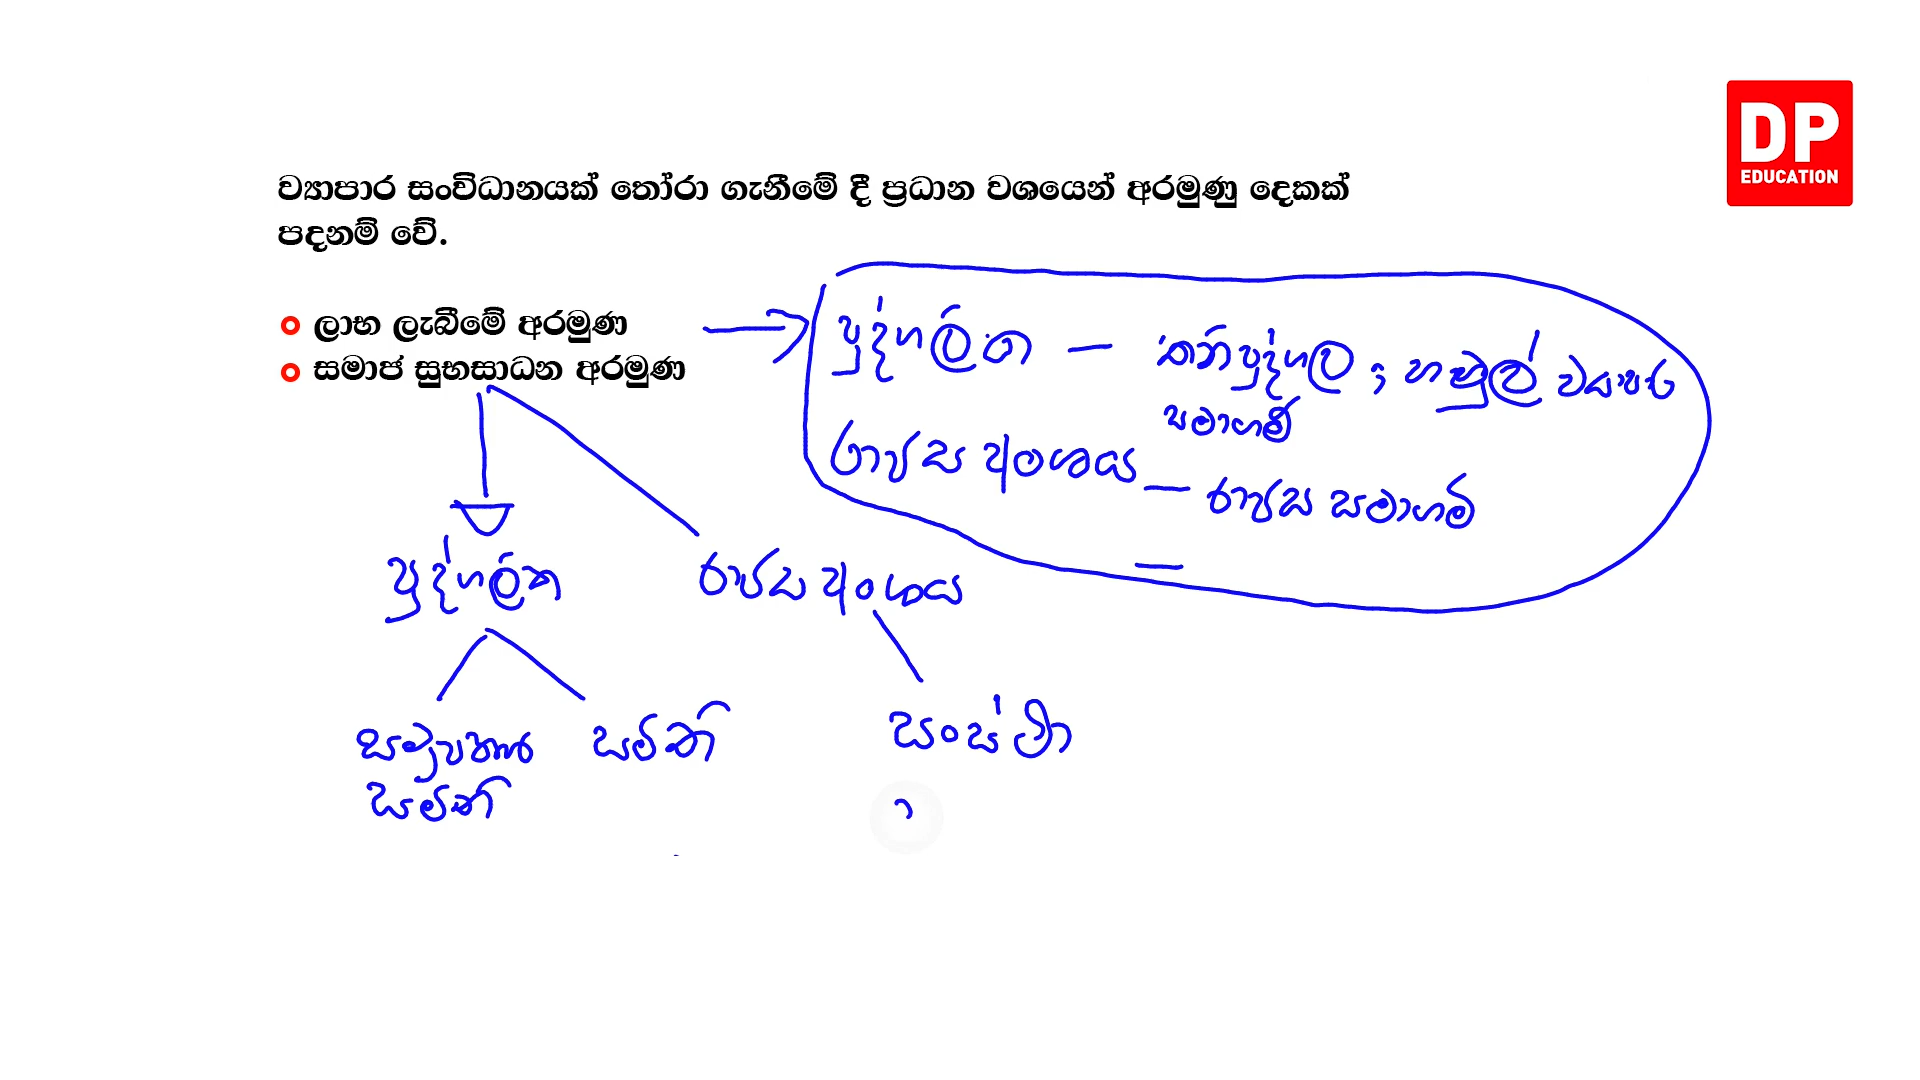 DP
EDUCATION
ව්‍යාපාර සංවිධානයක් තෝරා ගැනීමේ දී ප්‍රධාන වශයෙන් අරමුණු දෙකක්
පදනම් වේ.
ලාභ ලැබීමේ අරමුණ
සමාජ සුභසාධන අරමුණ
පුද්ගලික — තනි පුද්ගල , හවුල් ව්‍යාපාර
සමාගම්
රාජ්‍ය අංශය — රාජ්‍ය සමාගම්
පුද්ගලික රාජ්‍ය අංශය
සමුපකාර සමිති සංස්ථා
සමිති